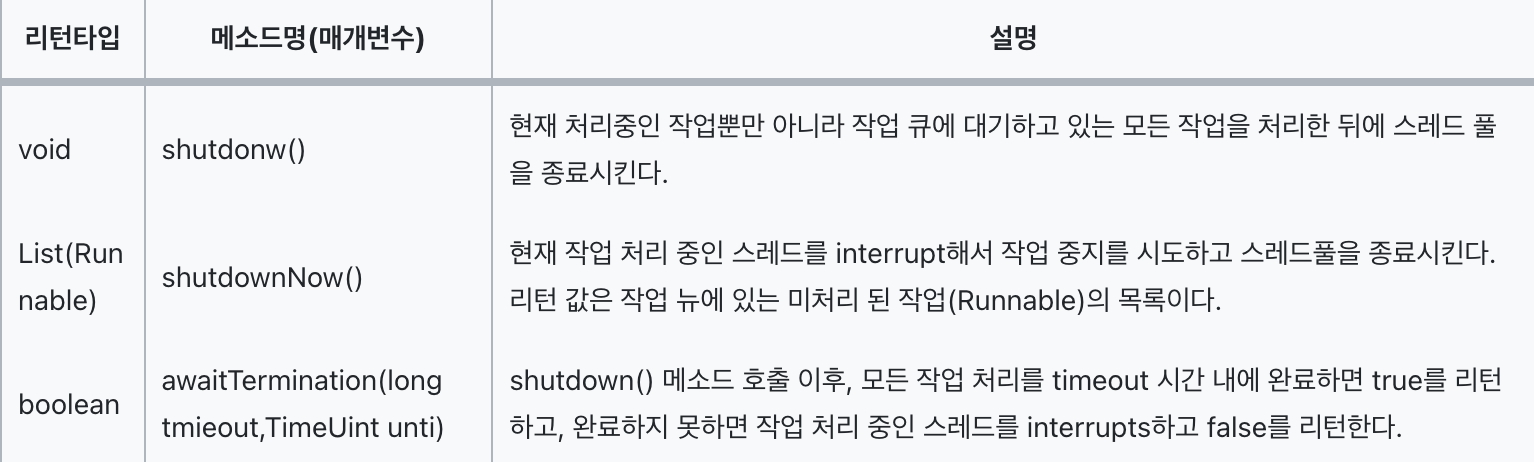 리턴타입 메소드명(매개변수) 설명
현재 처리중인 작업뿐만 아니라 작업 큐에 대기하고 있는 모든 작업을 처리한 뒤에 스레드 풀
void shutdonw()
을 종료시킨다.
List(Run 현재 작업 처리 중인 스레드를 interrupt해서 작업 중지를 시도하고 스레드풀을 종료시킨다.
shutdownNow()
nable) 리턴 값은 작업 뉴에 있는 미처리 된 작업(Runnable)의 목록이다.
awaitTermination(long shutdown() 메소드 호출 이후, 모든 작업 처리를 timeout 시간 내에 완료하면 true를 리턴
boolean
tmieout,TimeUint unti) 하고, 완료하지 못하면 작업 처리 중인 스레드를 interrupts하고 false를 리턴한다.